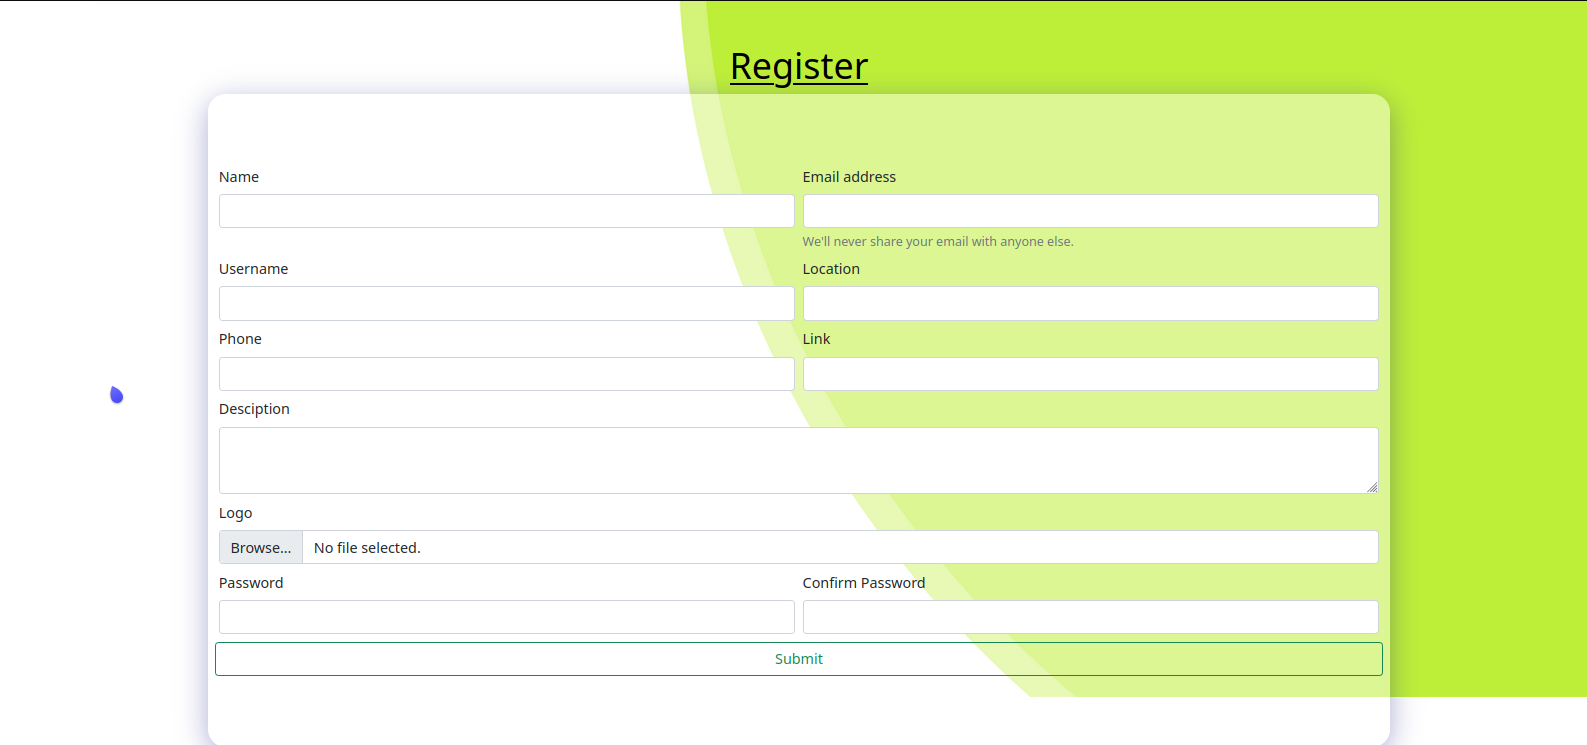 Register
Name
Email address
We'll never share your email with anyone else.
Username
Location
Phone
Link
Desciption
Logo
Browse... No file selected.
Password
Confirm Password
Submit